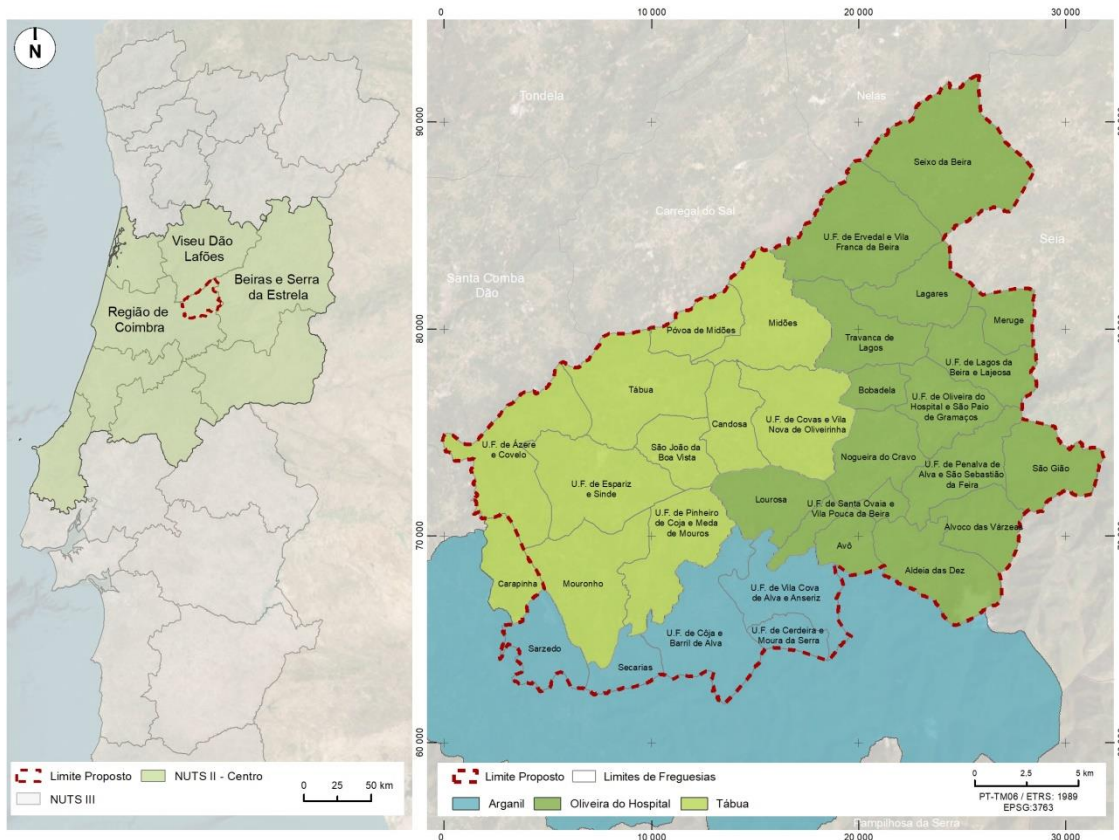 N
Viseu Dão
Lafões
Beiras e Serra
da Estrela
Região de
Coimbra
Limite Proposto
NUTS II - Centro
NUTS III
0 25 50 km
0
10 000
20 000
30 000
90 000
80 000
70 000
60 000
Tondela
Nelas
Carregal do Sal
Santa Comba
Dão
Seia
Seixo da Beira
U.F. de Ervedal e Vila
Franca da Beira
Lagares
Meruge
Póvoa de Midões
Midões
Travanca de
Lagos
U.F. de Lagos da
Beira e Lajeosa
Tábua
Bobadela
U.F. de Oliveira do
Hospital e São Paio
de Gramaços
Candosa
U.F. de Covas e Vila
Nova de Oliveirinha
U.F. de Ázere
e Covelo
São João da
Boa Vista
Nogueira do Cravo
U.F. de Penalva de
Alva e São Sebastião
da Feira
São Gião
U.F. de Espariz
e Sinde
Lourosa
U.F. de Santa Ovaia e
Vila Pouca da Beira
U.F. de Pinheiro
de Coja e Meda
de Mouros
Alvoco das Várzeas
Avô
Aldeia das Dez
Carapinha
Mouronho
U.F. de Vila Cova
de Alva e Anseriz
Sarzedo
U.F. de Côja e
Barril de Alva
U.F. de Cerdeira e
Moura da Serra
Secarias
Limite Proposto
Limites de Freguesias
Arganil
Oliveira do Hospital
Tábua
0 2.5 5 km
PT-TM06 / ETRS: 1989
EPSG:3763
0
10 000
20 000
30 000